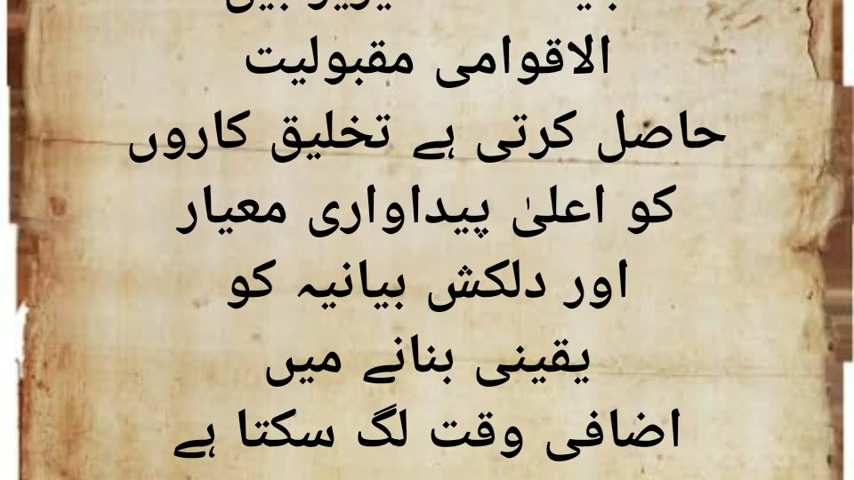 الاقوامی مقبولیت
حاصل کرتی ہے تخلیق کاروں
کو اعلیٰ پیداواری معیار
اور دلکش بیانیہ کو
یقینی بنانے میں
اضافی وقت لگ سکتا ہے